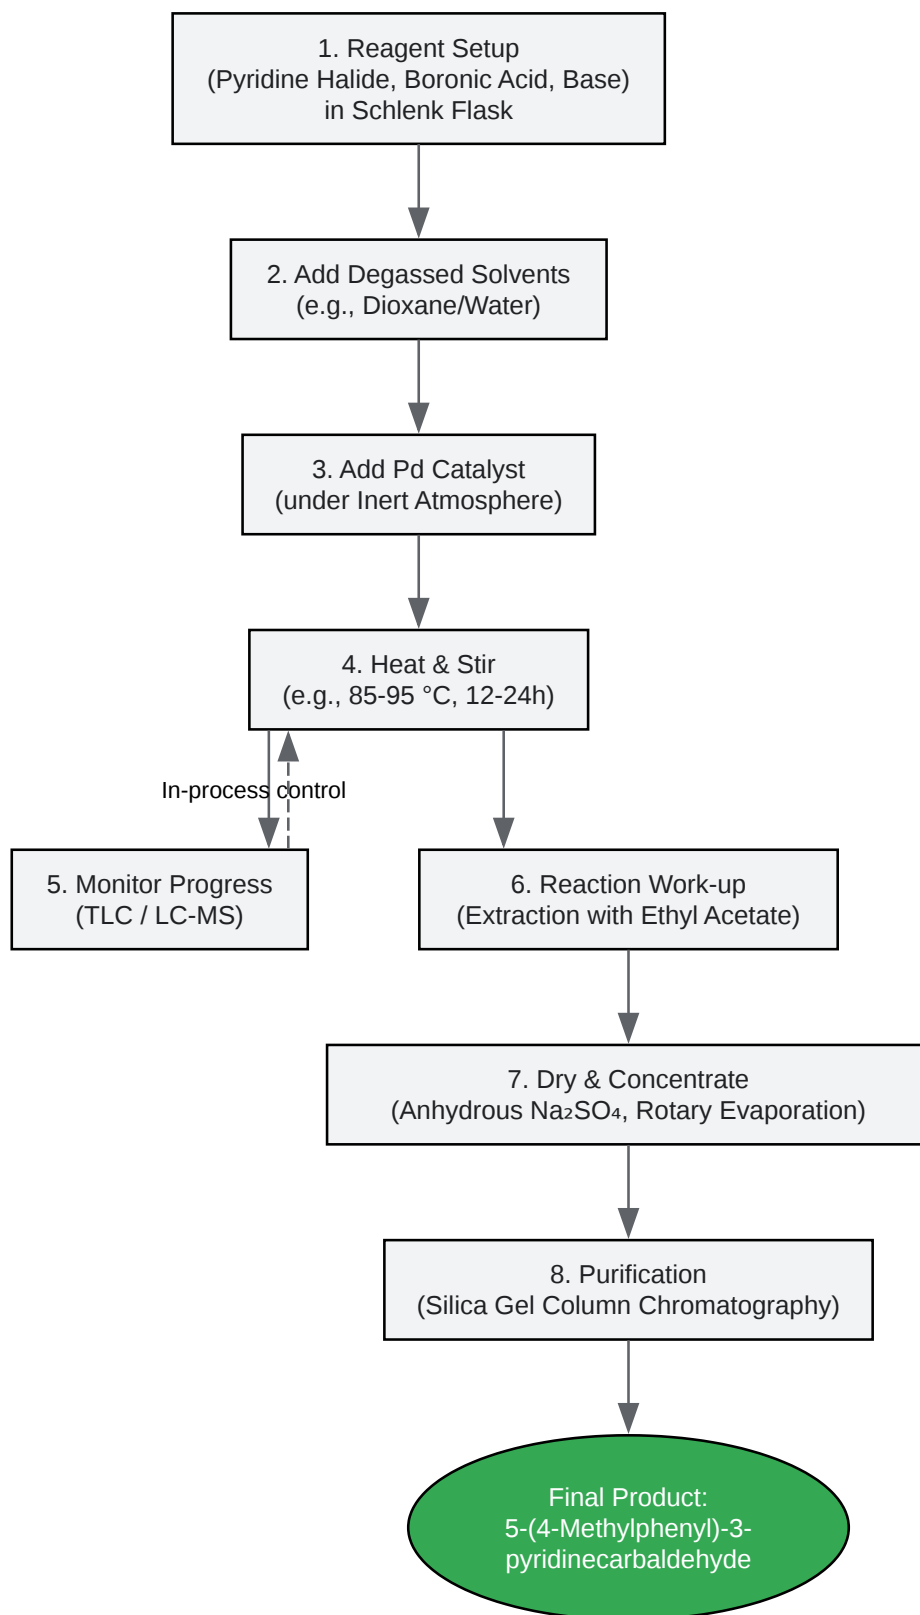 1. Reagent Setup
(Pyridine Halide, Boronic Acid, Base)
in Schlenk Flask
2. Add Degassed Solvents
(e.g., Dioxane/Water)
3. Add Pd Catalyst
(under Inert Atmosphere)
4. Heat & Stir
(e.g., 85-95 °C, 12-24h)
In-process control
5. Monitor Progress
(TLC / LC-MS)
6. Reaction Work-up
(Extraction with Ethyl Acetate)
7. Dry & Concentrate
(Anhydrous Na₂SO₄, Rotary Evaporation)
8. Purification
(Silica Gel Column Chromatography)
Final Product:
5-(4-Methylphenyl)-3-
pyridinecarbaldehyde